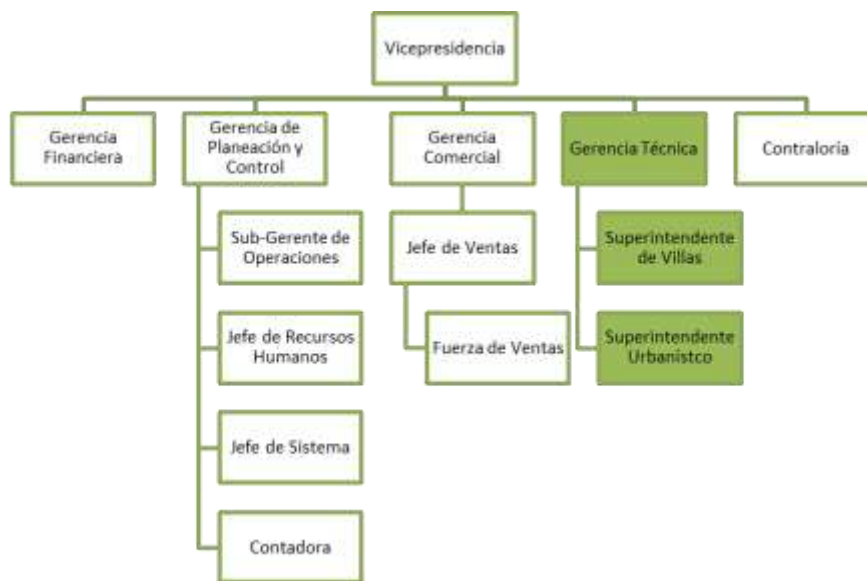 Vicepresidencia
Gerencia
Financiera
Gerencia de
Planeación y
Control
Gerencia
Comercial
Gerencia Técnica
Contraloría
Sub-Gerente de
Operaciones
Jefe de Recursos
Humanos
Jefe de Sistema
Contadora
Jefe de Ventas
Fuerza de Ventas
Superintendente
de Villas
Superintendente
Urbanistco